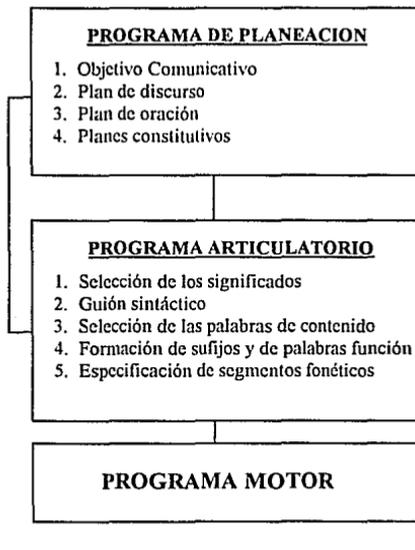 PROGRAMA DE PLANEACION
1. Objetivo Comunicativo
2. Plan de discurso
3. Plan de oración
4. Planes constitutivos
PROGRAMA ARTICULATORIO
1. Selección de los significados
2. Guión sintáctico
3. Selección de las palabras de contenido
4. Formación de sufijos y de palabras función
5. Especificación de segmentos fonéticos
PROGRAMA MOTOR